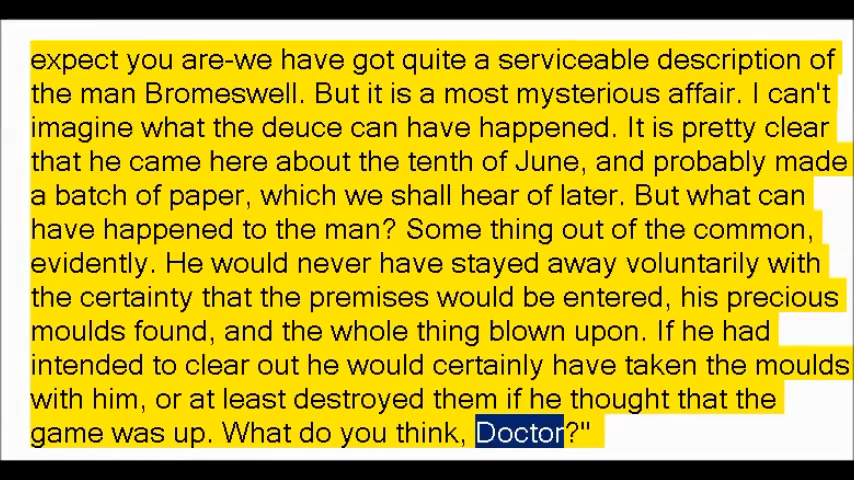 expect you are-we have got quite a serviceable description of
the man Bromeswell. But it is a most mysterious affair. I can't
imagine what the deuce can have happened. It is pretty clear
that he came here about the tenth of June, and probably made
a batch of paper, which we shall hear of later. But what can
have happened to the man? Some thing out of the common,
evidently. He would never have stayed away voluntarily with
the certainty that the premises would be entered, his precious
moulds found, and the whole thing blown upon. If he had
intended to clear out he would certainly have taken the moulds
with him, or at least destroyed them if he thought that the
game was up. What do you think, Doctor?"